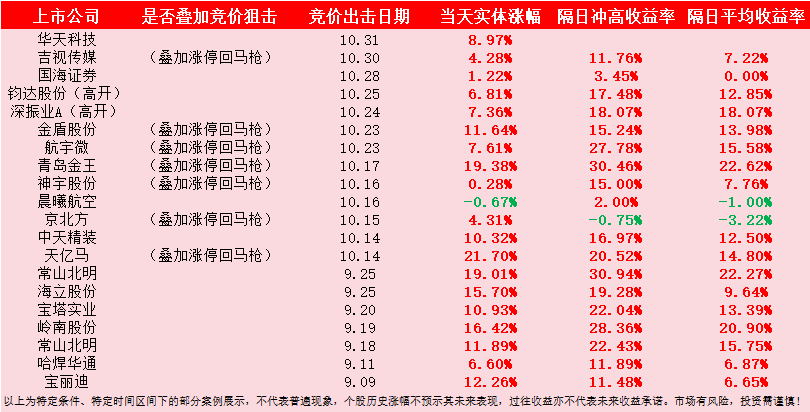 上市公司 是否叠加竞价狙击 竞价出击日期 当天实体涨幅 隔日冲高收益率 隔日平均收益率
华天科技 10.31 8.97%
吉视传媒 （叠加涨停回马枪） 10.30 4.28% 11.76% 7.22%
国海证券 10.28 1.22% 3.45% 0.00%
钧达股份（高开） 10.25 6.81% 17.48% 12.85%
深振业A（高开） 10.24 7.36% 18.07% 18.07%
金盾股份 （叠加涨停回马枪） 10.23 11.64% 15.24% 13.98%
航宇微 （叠加涨停回马枪） 10.23 7.61% 27.78% 15.58%
青岛金王 （叠加涨停回马枪） 10.17 19.38% 30.46% 22.62%
神宇股份 （叠加涨停回马枪） 10.16 0.28% 15.00% 7.76%
晨曦航空 10.16 -0.67% 2.00% -1.00%
京北方 （叠加涨停回马枪） 10.15 4.31% -0.75% -3.22%
中天精装 10.14 10.32% 16.97% 12.50%
天亿马 （叠加涨停回马枪） 10.14 21.70% 20.52% 14.80%
常山北明 9.25 19.01% 30.94% 22.27%
海立股份 9.25 15.70% 19.28% 9.64%
宝塔实业 9.20 10.93% 22.04% 13.39%
岭南股份 9.19 16.42% 28.36% 20.90%
常山北明 9.18 11.89% 22.43% 15.75%
哈焊华通 9.11 6.60% 11.89% 6.87%
宝丽迪 9.09 12.26% 11.48% 6.65%
以上为特定条件、特定时间区间下的部分案例展示，不代表普遍现象，个股历史涨幅不预示其未来表现，过往收益亦不代表未来收益承诺。市场有风险，投资需谨慎！